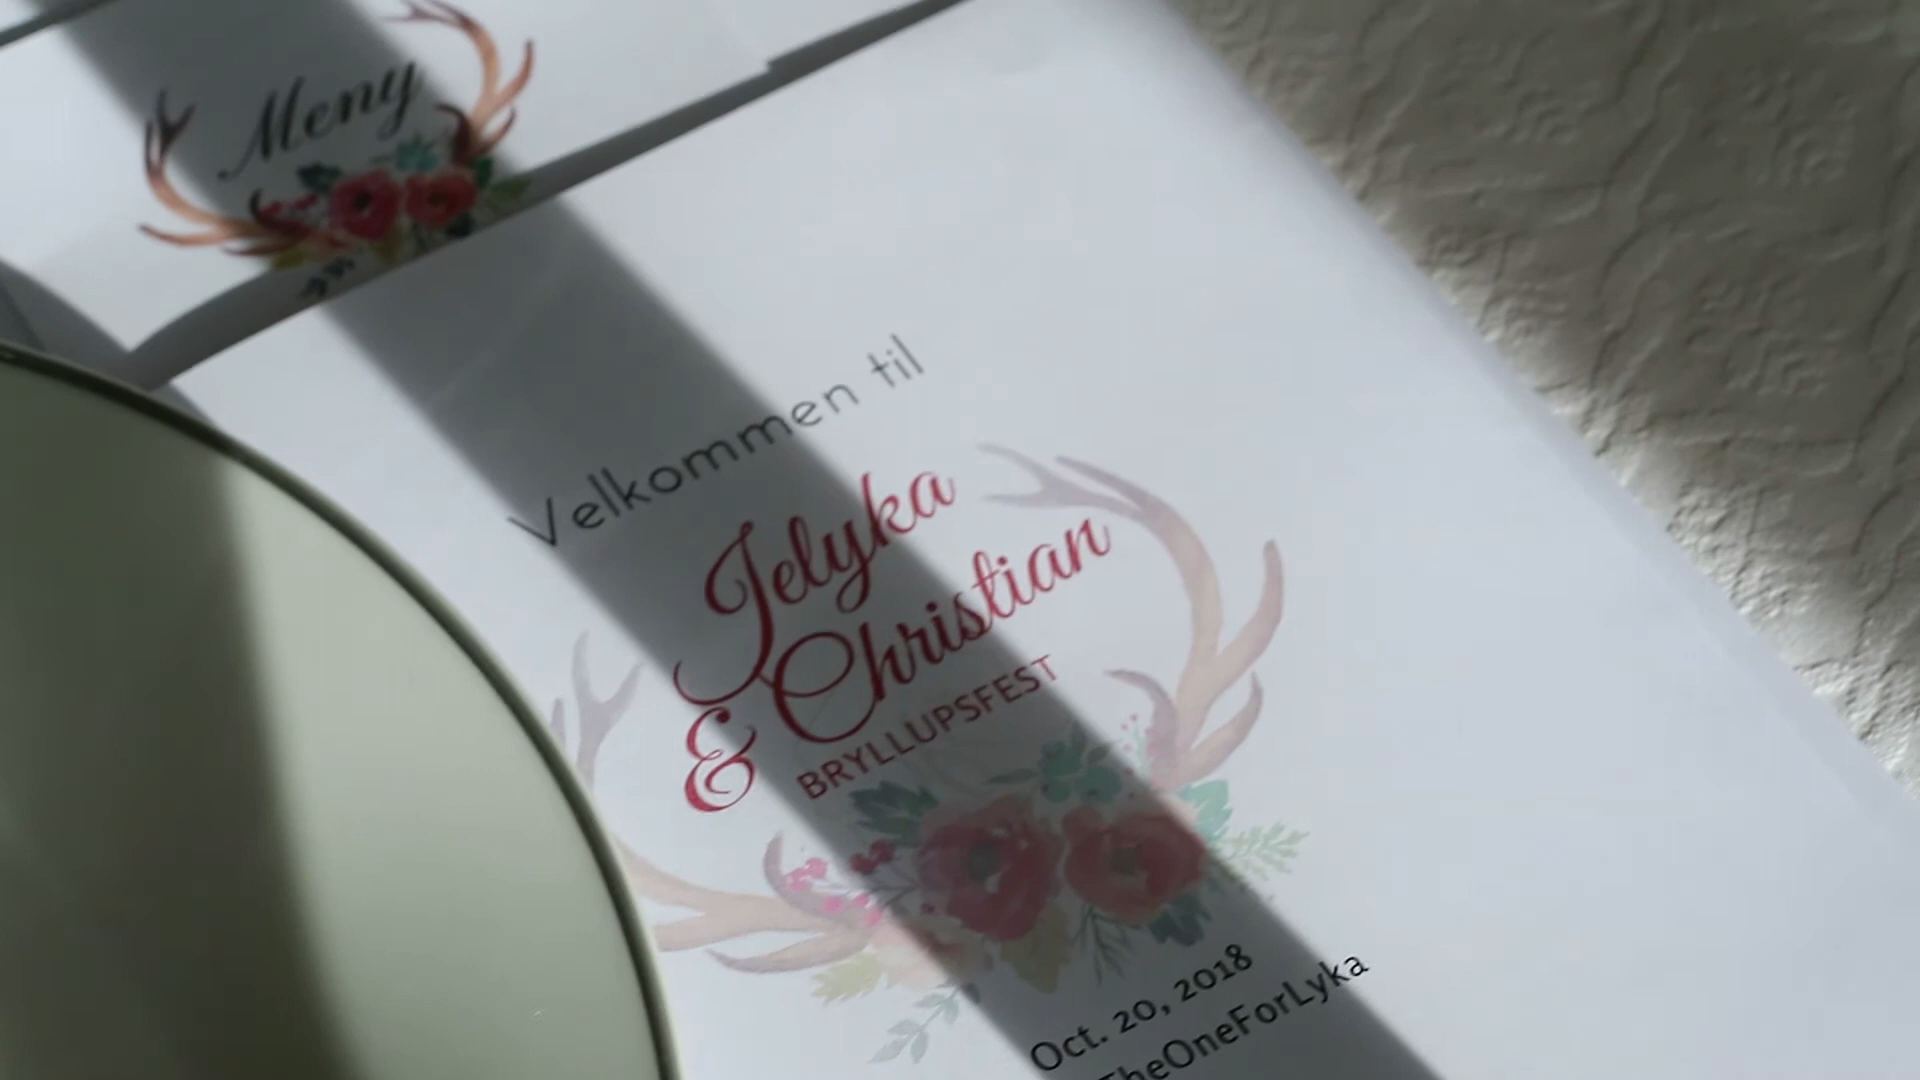 Meny
Velkommen til
Jelyka
& Christian
BRYLLUPSFEST
Oct. 20, 2018
TheOneForLyka